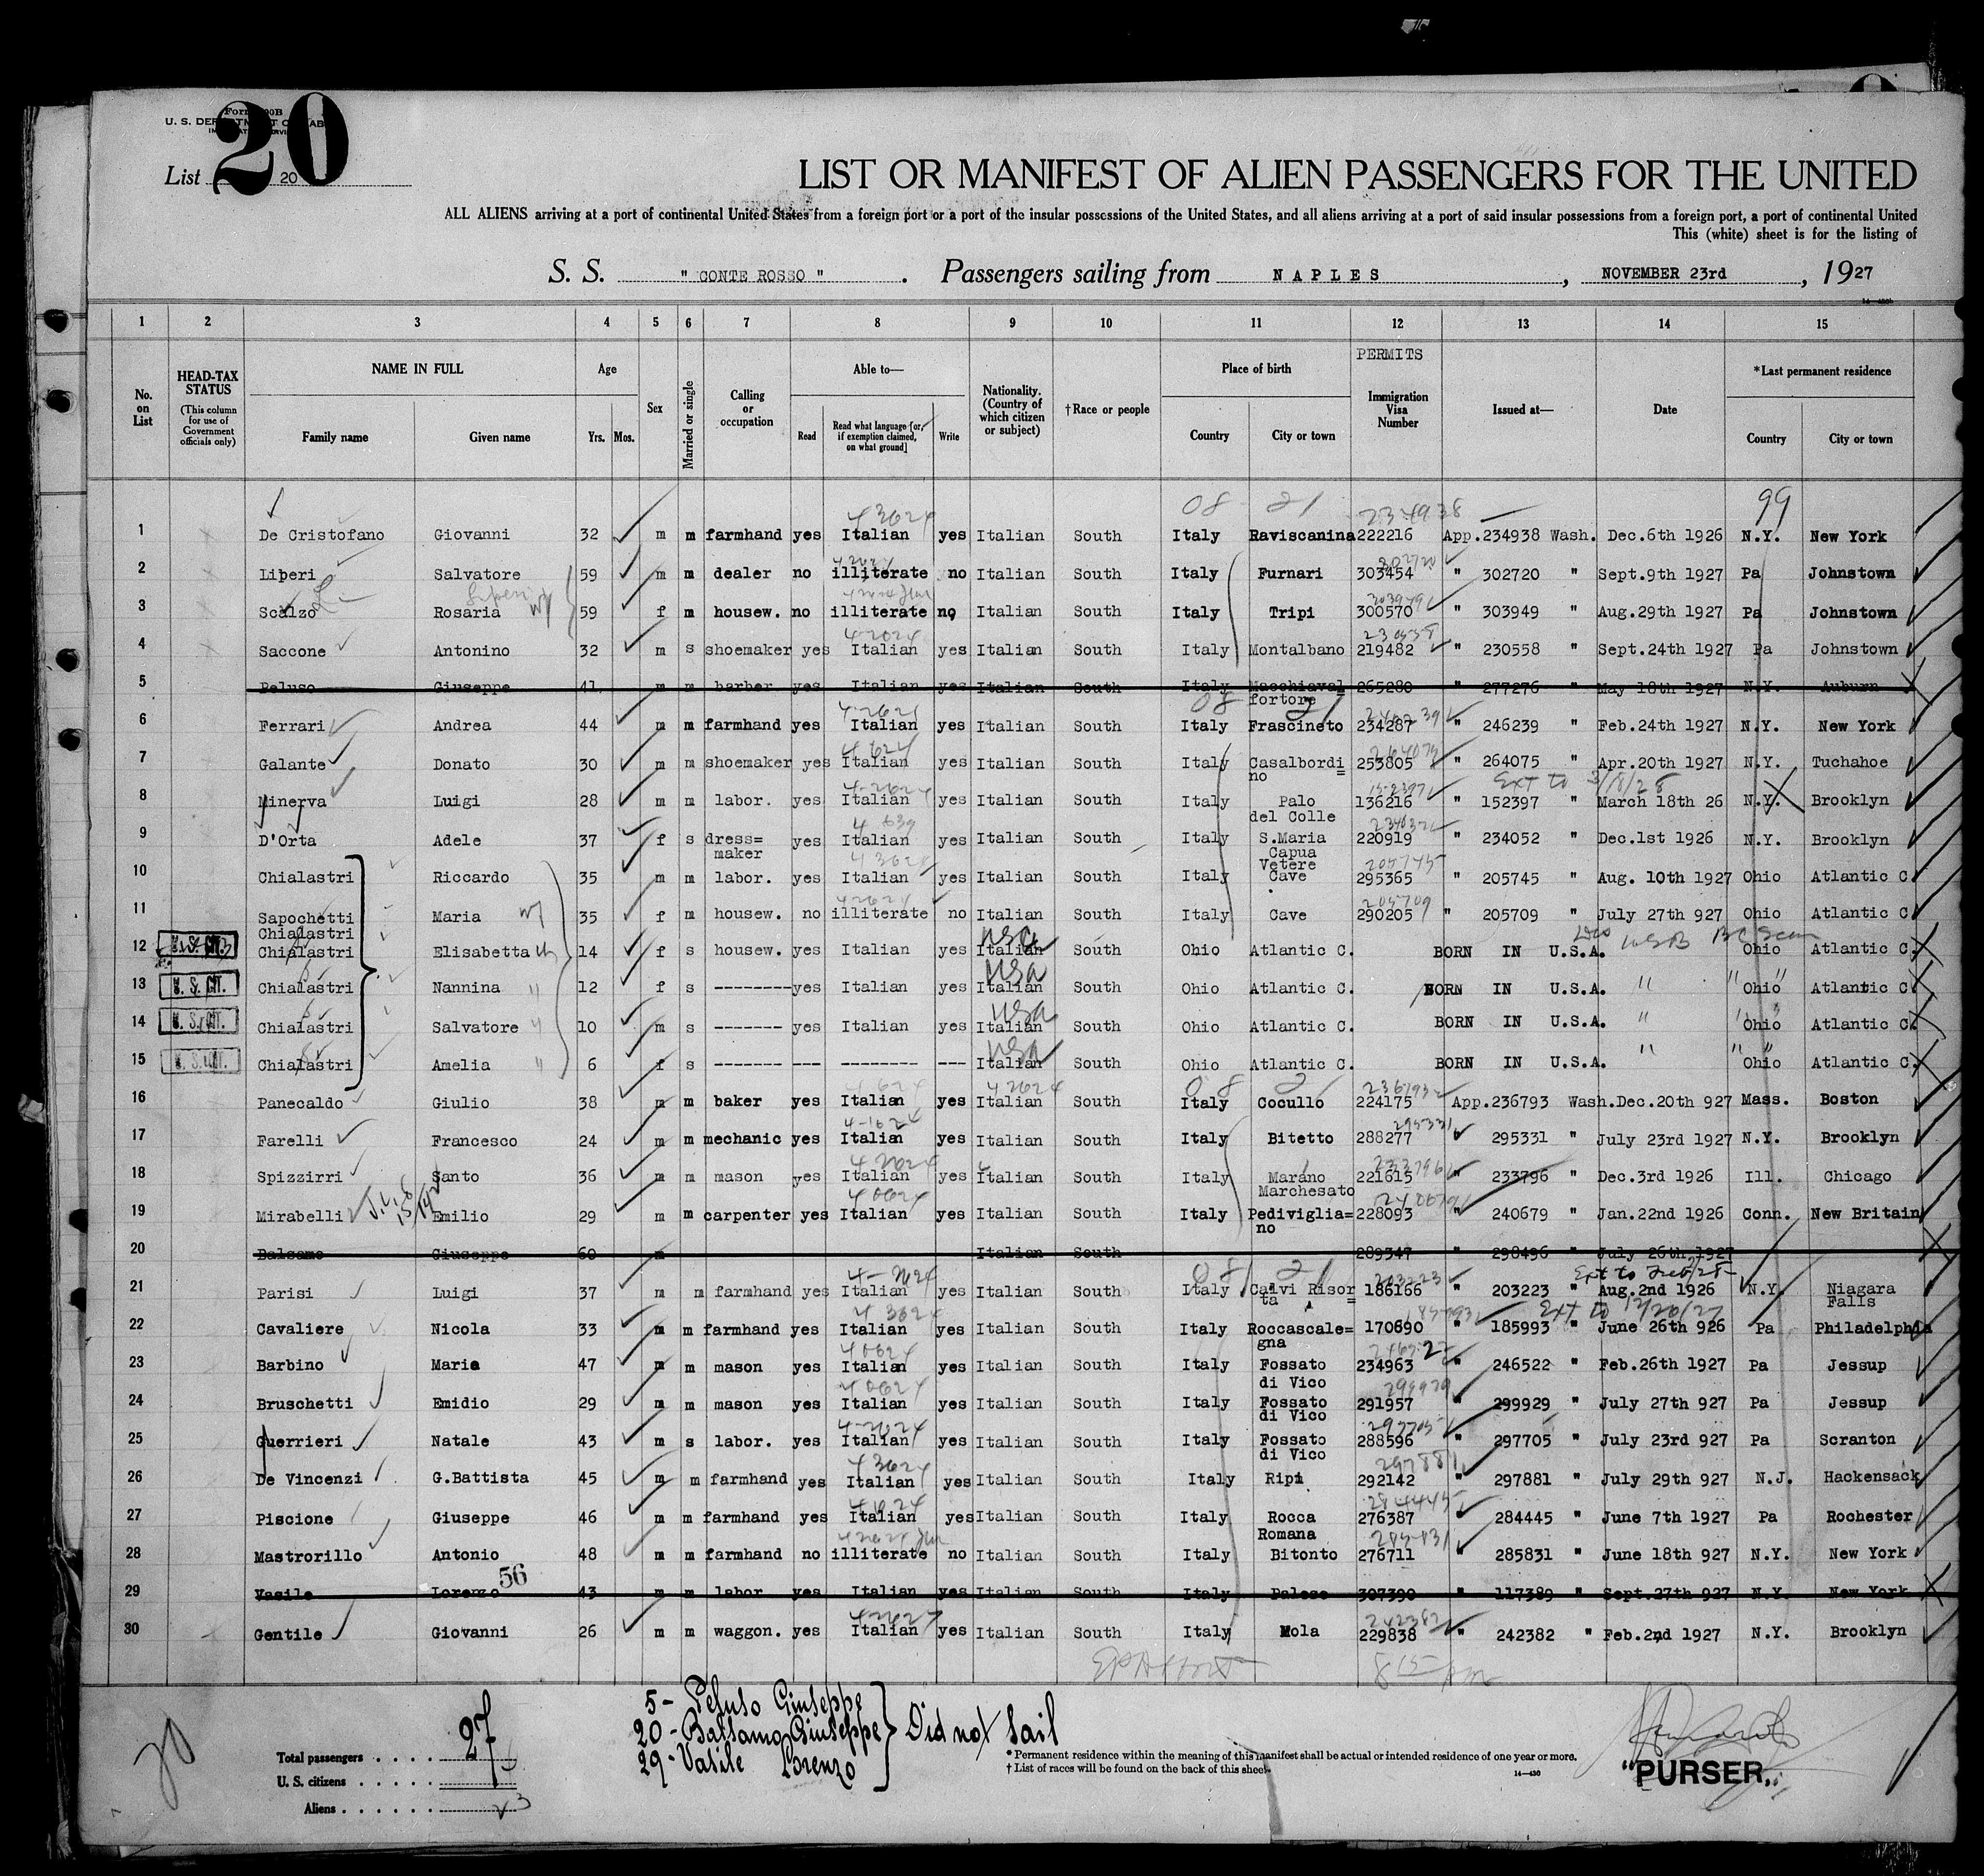 Form 500B
U. S. DEPARTMENT OF LABOR
IMMIGRATION SERVICE
20
List 20
LIST OR MANIFEST OF ALIEN PASSENGERS FOR THE UNITED
ALL ALIENS arriving at a port of continental United States from a foreign port or a port of the insular possessions of the United States, and all aliens arriving at a port of said insular possessions from a foreign port, a port of continental United
This (white) sheet is for the listing of
S. S. " CONTE ROSSO " . Passengers sailing from NAPLES , NOVEMBER 23rd , 1927
1 2 3 4 5 6 7 8 9 10 11 12 13 14 15
No. on List
HEAD-TAX STATUS
(This column for use of Government officials only)
NAME IN FULL
Family name Given name
Age
Yrs. Mos.
Sex
Married or single
Calling or occupation
Able to—
Read
Read what language [or, if exemption claimed, on what ground]
Write
Nationality. (Country of which citizen or subject)
†Race or people
Place of birth
Country City or town
PERMITS
Immigration Visa Number
Issued at—
Date
*Last permanent residence
Country City or town
08 21 99
1 De Cristofano Giovanni 32 m m farmhand yes Italian yes Italian South Italy Raviscanina 222216 App.234938 Wash. Dec.6th 1926 N.Y. New York
2 Liperi Salvatore 59 m m dealer no illiterate no Italian South Italy Furnari 303454 " 302720 " Sept.9th 1927 Pa Johnstown
3 Scalzo Rosaria Liperi wf 59 f m housew. no illiterate no Italian South Italy Tripi 300570 " 303949 " Aug.29th 1927 Pa Johnstown
4 Saccone Antonino 32 m s shoemaker yes Italian yes Italian South Italy Montalbano 219482 " 230558 " Sept.24th 1927 Pa Johnstown
5 Peluso Giuseppe 41 m m barber yes Italian yes Italian South Italy Macchiaval= 265280 " 277276 " May 18th 1927 N.Y. Auburn
fortore
6 Ferrari Andrea 44 m m farmhand yes Italian yes Italian South Italy Frascineto 234287 " 246239 " Feb.24th 1927 N.Y. New York
7 Galante Donato 30 m m shoemaker yes Italian yes Italian South Italy Casalbordi= 253805 " 264075 " Apr.20th 1927 N.Y. Tuchahoe
no
Ext to 3/18/28
8 Minerva Luigi 28 m m labor. yes Italian yes Italian South Italy Palo 136216 " 152397 " March 18th 26 N.Y. Brooklyn
del Colle
9 D'Orta Adele 37 f s dress= yes Italian yes Italian South Italy S.Maria 220919 " 234052 " Dec.1st 1926 N.Y. Brooklyn
maker Capua
Vetere
10 Chialastri Riccardo 35 m m labor. yes Italian yes Italian South Italy Cave 295365 " 205745 " Aug. 10th 1927 Ohio Atlantic C.
11 Sapochetti Maria wf 35 f m housew. no illiterate no Italian South Italy Cave 290205 " 205709 " July 27th 927 Ohio Atlantic C.
Chialastri
12 U. S. CIT. Chialastri Elisabetta ch 14 f s housew. yes Italian yes Italian USA South Ohio Atlantic C. BORN IN U.S.A. Ohio Atlantic C.
13 U. S. CIT. Chialastri Nannina " 12 f s -------- yes Italian yes Italian USA South Ohio Atlantic C. BORN IN U.S.A. " Ohio Atlantic C.
14 U. S. CIT. Chialastri Salvatore " 10 m s ------- yes Italian yes Italian USA South Ohio Atlantic C. BORN IN U.S.A. " Ohio Atlantic C.
15 U. S. CIT. Chialastri Amelia " 6 f s ------- --- -------- --- Italian USA South Ohio Atlantic C. BORN IN U.S.A. " Ohio Atlantic C.
16 Panecaldo Giulio 38 m m baker yes Italian yes Italian South Italy Cocullo 224175 App.236793 Wash. Dec.20th 927 Mass. Boston
17 Farelli Francesco 24 m m mechanic yes Italian yes Italian South Italy Bitetto 288277 295331 " July 23rd 1927 N.Y. Brooklyn
18 Spizzirri Santo 36 m m mason yes Italian yes Italian South Italy Marano 221615 " 233796 " Dec.3rd 1926 Ill. Chicago
Marchesato
19 Mirabelli Emilio 29 m m carpenter yes Italian yes Italian South Italy Pediviglia= 228093 " 240679 " Jan.22nd 1926 Conn. New Britain
no
20 Balsamo Giuseppe 60 m Italian South 289347 " 298496 " July 26th 1927
21 Parisi Luigi 37 m m farmhand yes Italian yes Italian South Italy Calvi Risor= 186166 " 203223 " Aug.2nd 1926 N.Y. Niagara
ta Falls
22 Cavaliere Nicola 33 m m farmhand yes Italian yes Italian South Italy Roccascale= 170690 " 185993 " June 26th 926 Pa Philadelphia
gna
23 Barbino Maria 47 m m mason yes Italian yes Italian South Italy Fossato 234963 " 246522 " Feb.26th 1927 Pa Jessup
di Vico
24 Bruschetti Emidio 29 m m mason yes Italian yes Italian South Italy Fossato 291957 " 299929 " July 27th 927 Pa Jessup
di Vico
25 Guerrieri Natale 43 m s labor. yes Italian yes Italian South Italy Fossato 288596 " 297705 " July 23rd 927 Pa Scranton
di Vico
26 De Vincenzi G.Battista 45 m m farmhand yes Italian yes Italian South Italy Ripi 292142 " 297881 " July 29th 927 N.J. Hackensack
27 Piscione Giuseppe 46 m m farmhand yes Italian yes Italian South Italy Rocca 276387 " 284445 " June 7th 1927 Pa Rochester
Romana
28 Mastrorillo Antonio 48 m m farmhand no illiterate no Italian South Italy Bitonto 276711 " 285831 " June 18th 927 N.Y. New York
56
29 Vasile Lorenzo 43 m m labor yes Italian yes Italian South Italy Palese 307390 " 117389 " Sept.27th 927 N.Y. New York
30 Gentile Giovanni 26 m m waggon. yes Italian yes Italian South Italy Mola 229838 " 242382 " Feb.2nd 1927 N.Y. Brooklyn
20
5- Peluso Giuseppe
20- Balsamo Giuseppe } Did not sail
29- Vasile Lorenzo
Total passengers . . . . . 27
U. S. citizens . . . . .
Aliens . . . . . . 23
* Permanent residence within the meaning of this manifest shall be actual or intended residence of one year or more.
† List of races will be found on the back of this sheet.
14—430
"PURSER"